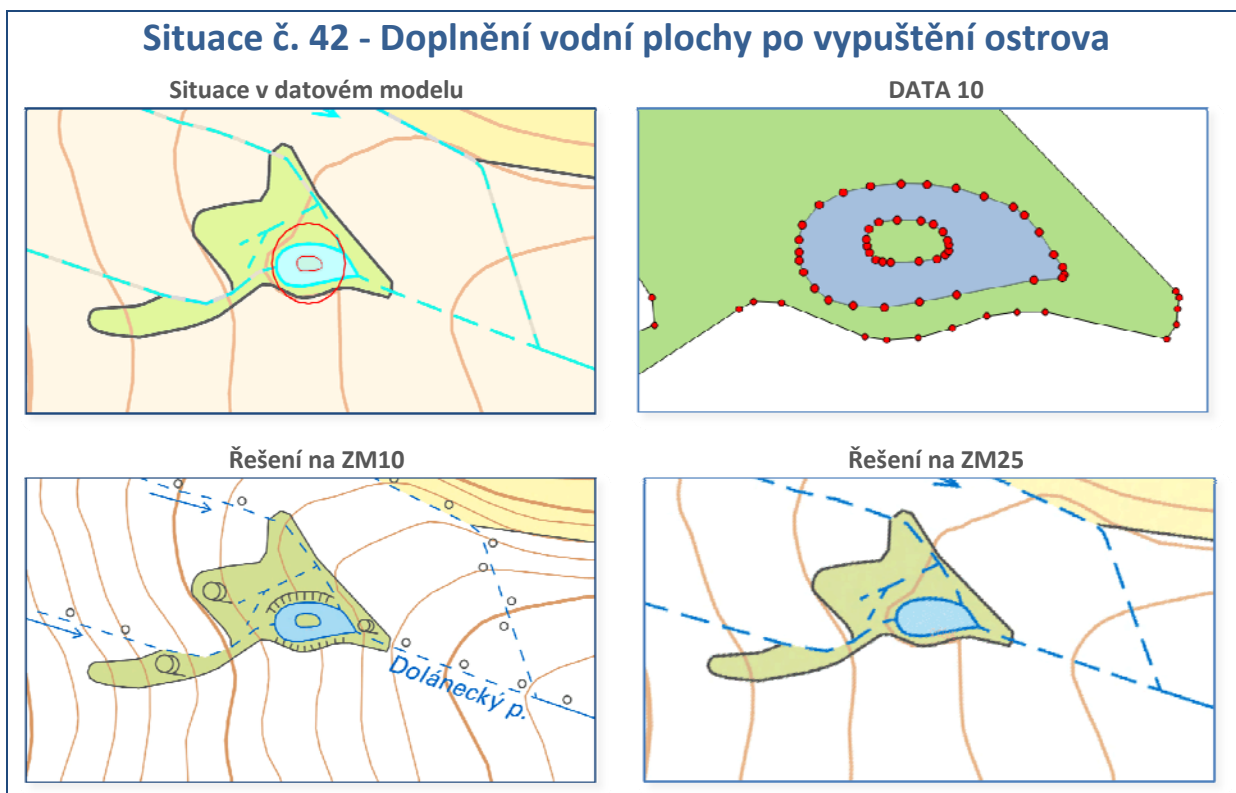 Situace č. 42 - Doplnění vodní plochy po vypuštění ostrova
Situace v datovém modelu
DATA 10
Řešení na ZM10
Řešení na ZM25
Dolánecký p.